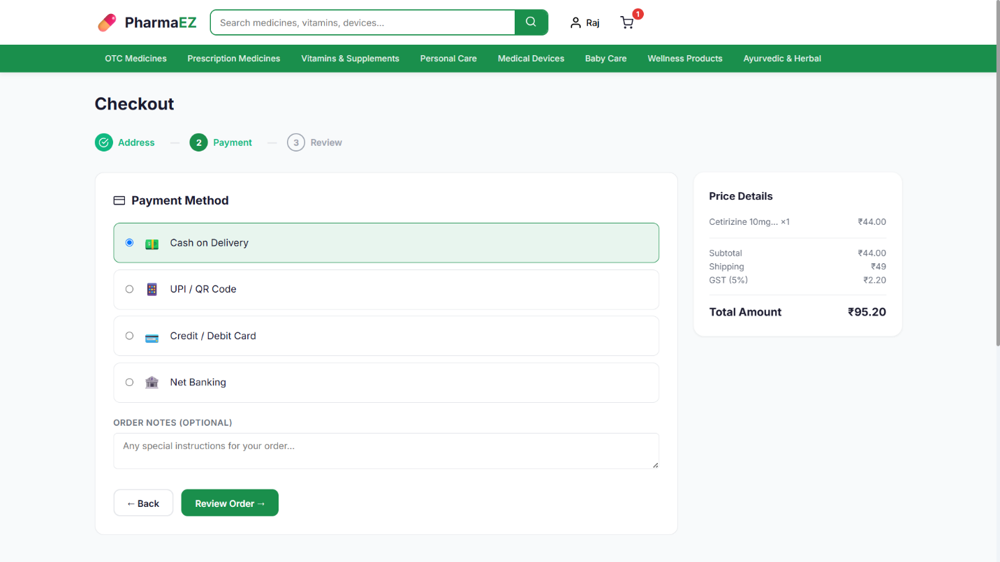 PharmaEZ
Search medicines, vitamins, devices...
Raj
1
OTC Medicines
Prescription Medicines
Vitamins & Supplements
Personal Care
Medical Devices
Baby Care
Wellness Products
Ayurvedic & Herbal
Checkout
Address
2 Payment
3 Review
Payment Method
Cash on Delivery
UPI / QR Code
Credit / Debit Card
Net Banking
ORDER NOTES (OPTIONAL)
Any special instructions for your order...
← Back
Review Order →
Price Details
Cetirizine 10mg... ×1 ₹44.00
Subtotal ₹44.00
Shipping ₹49
GST (5%) ₹2.20
Total Amount ₹95.20